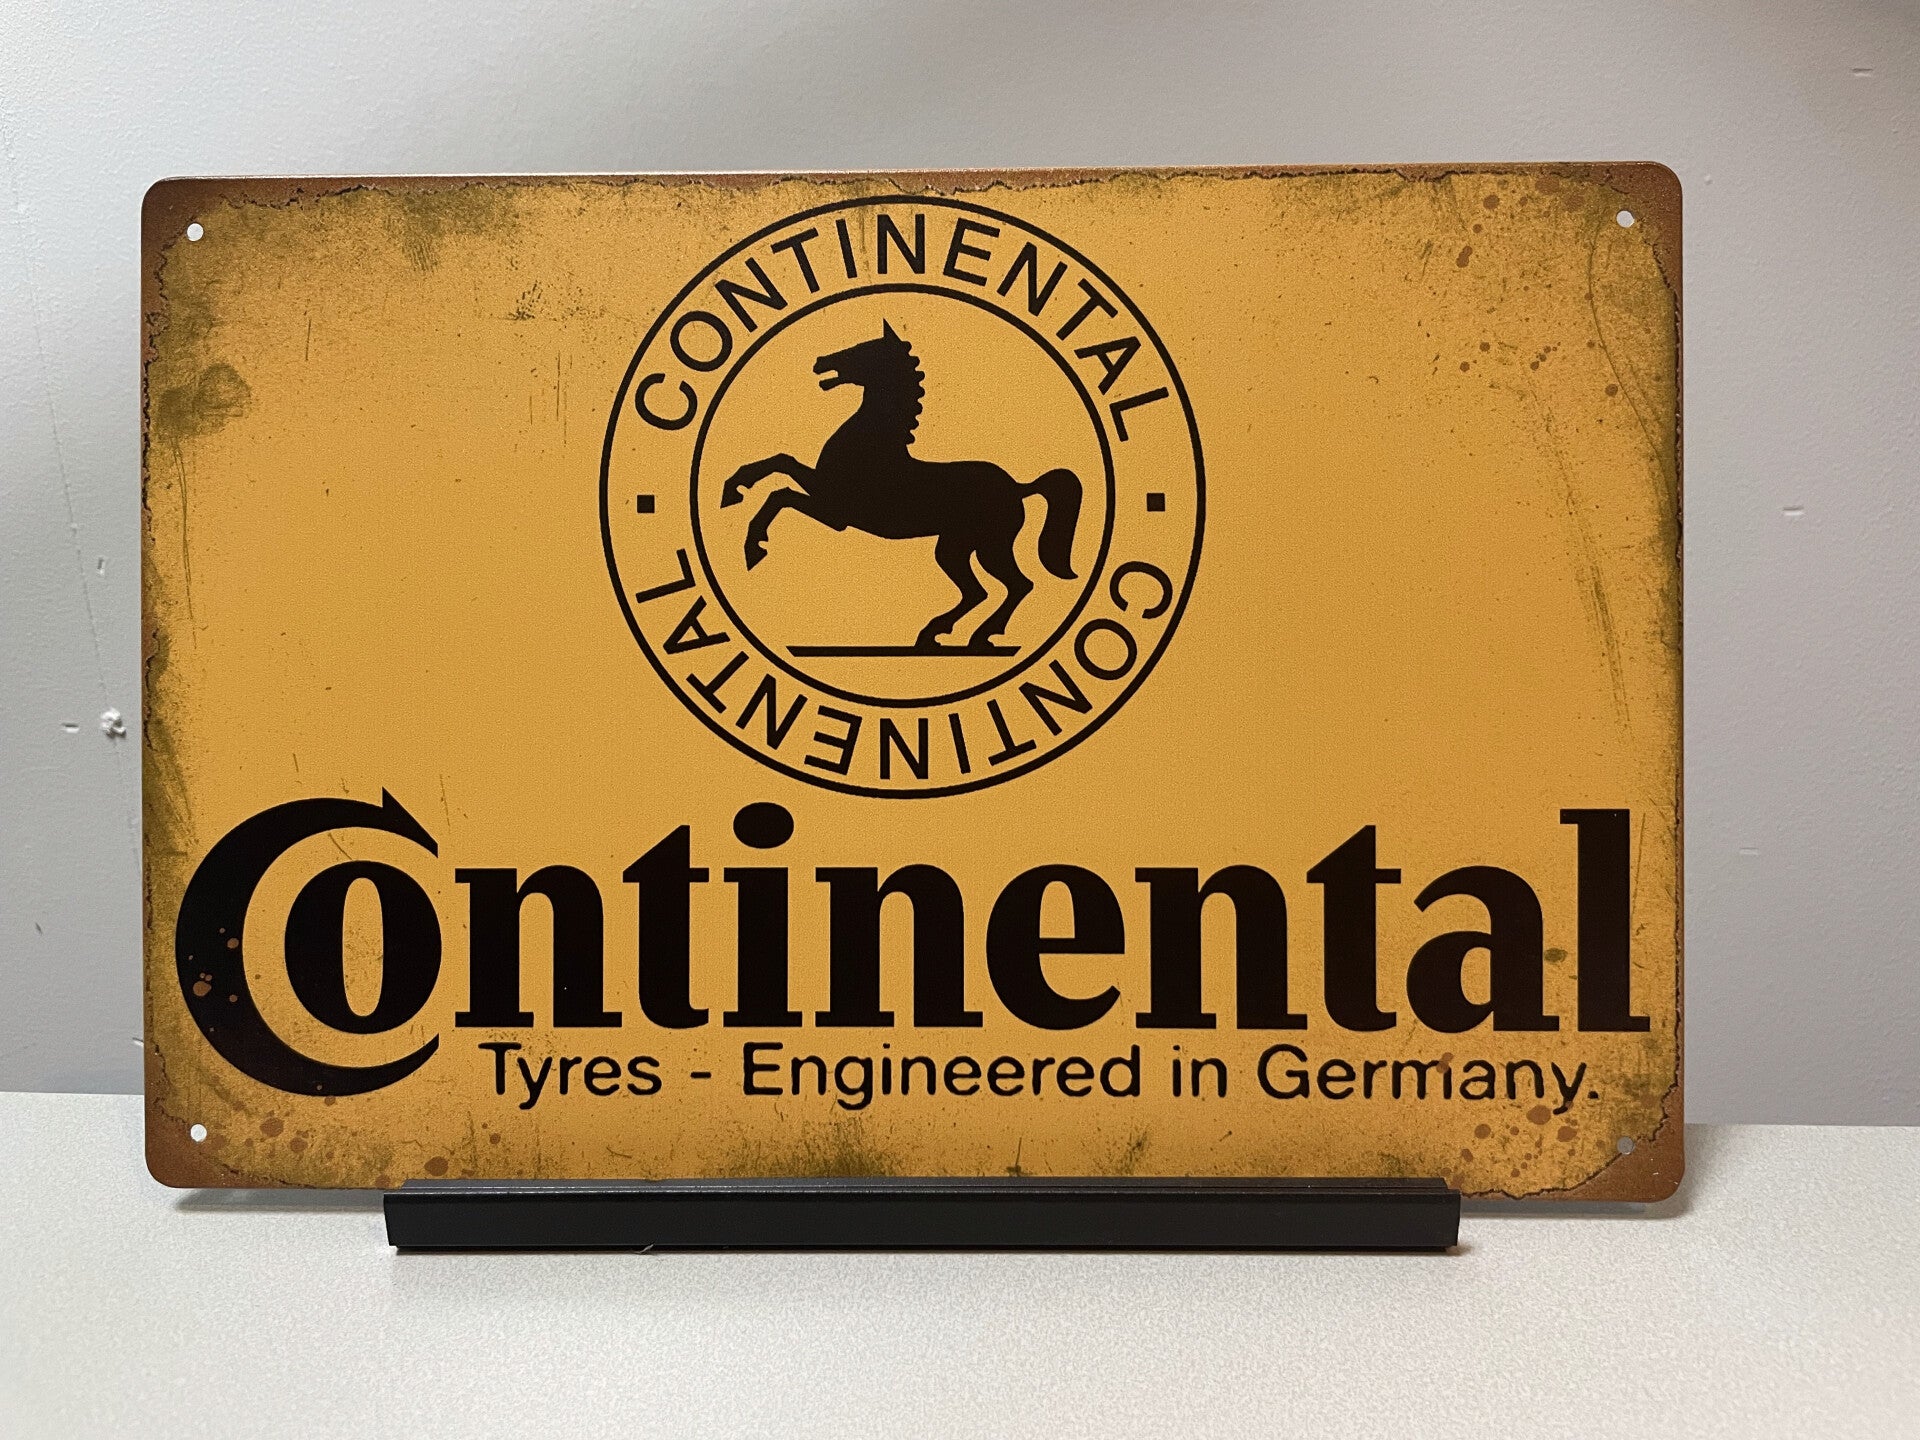 CONTINENTAL · CONTINENTAL ·
Continental
Tyres - Engineered in Germany.